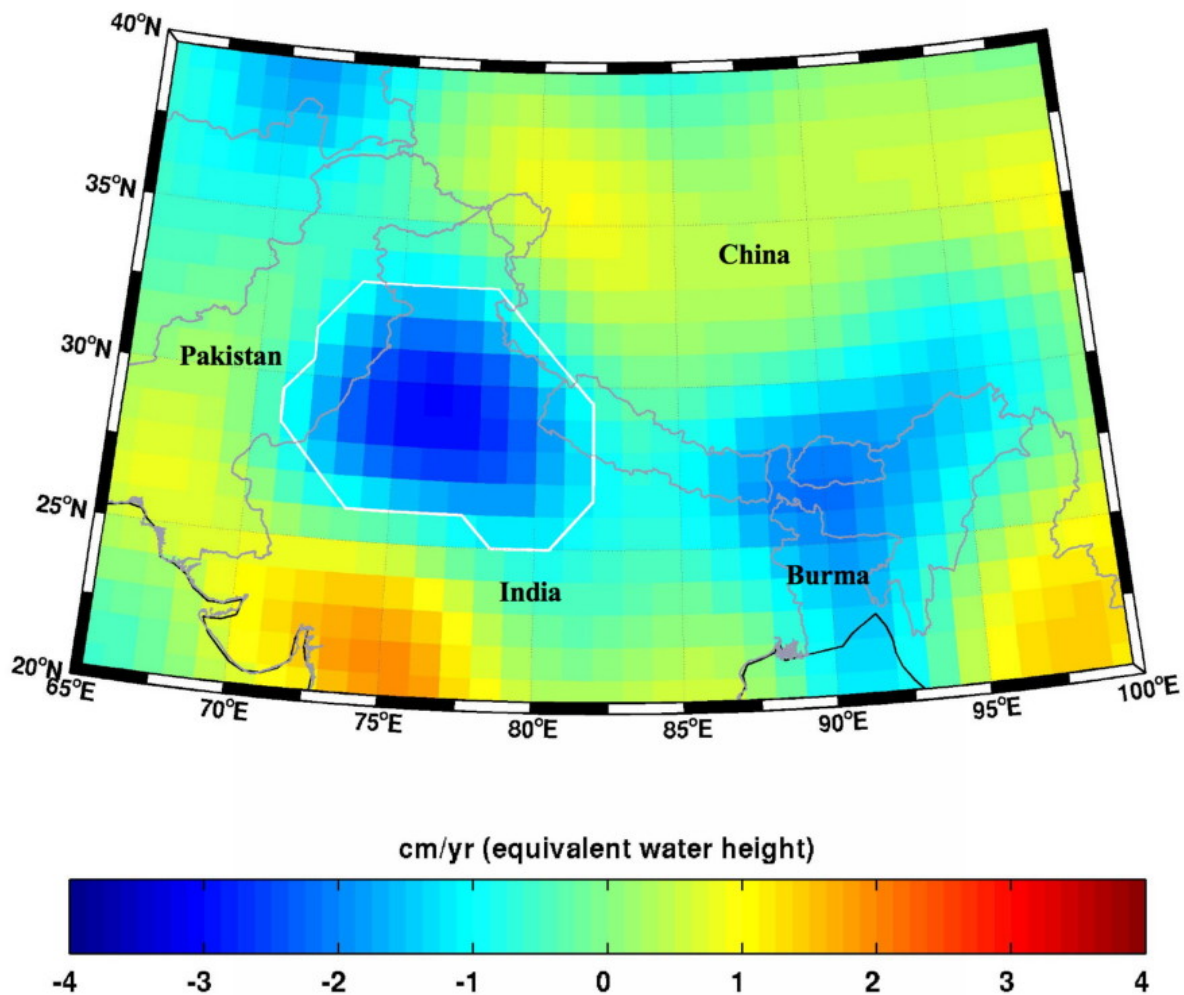 40°N
35°N
China
30°N
Pakistan
25°N
India
Burma
20°N
65°E
70°E
75°E
80°E
85°E
90°E
95°E
100°E
cm/yr (equivalent water height)
-4 -3 -2 -1 0 1 2 3 4